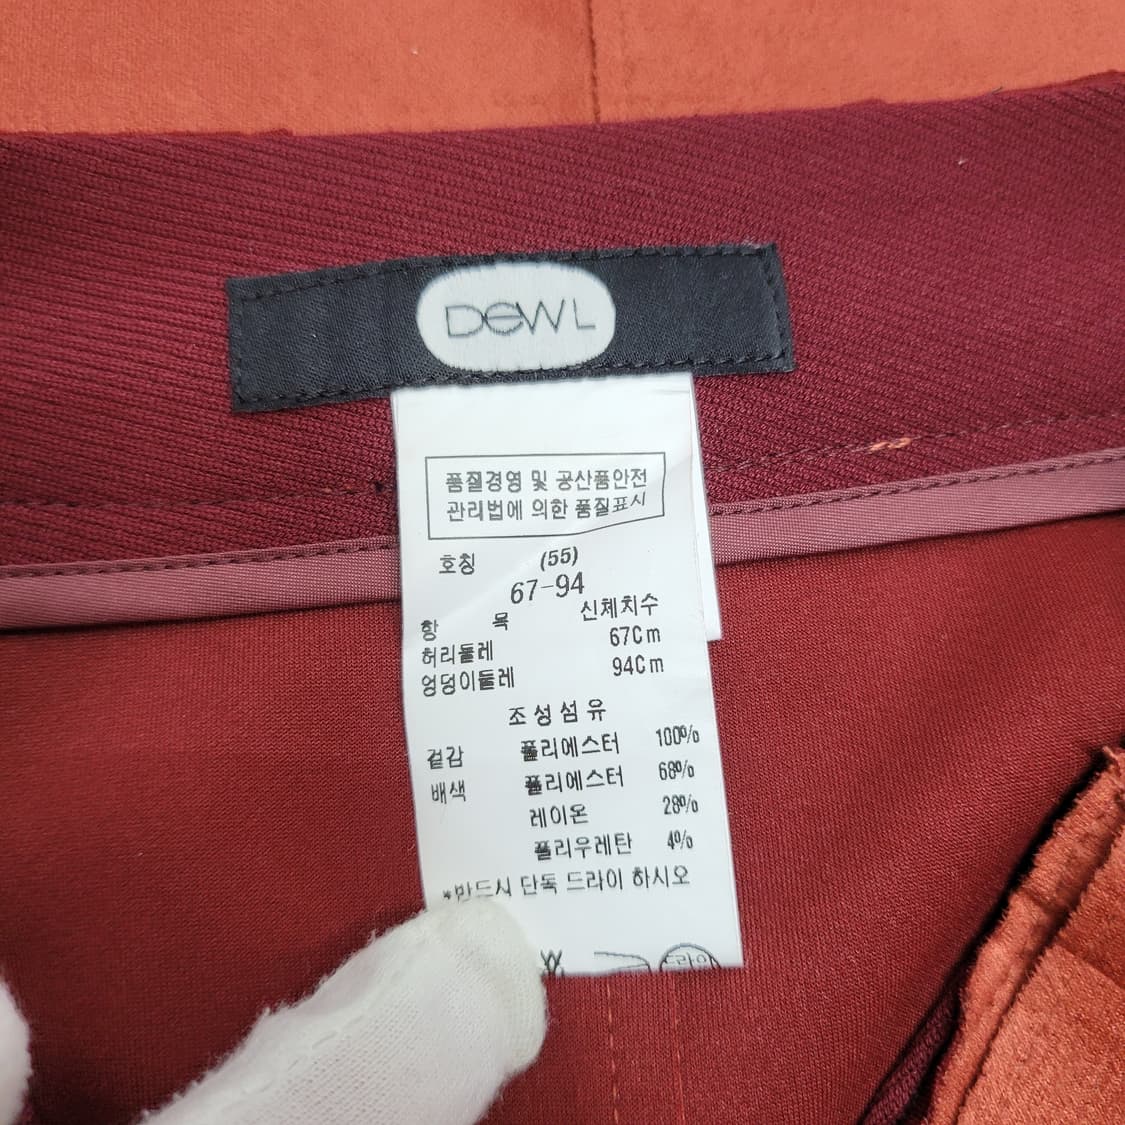 DeWL
품질경영 및 공산품안전
관리법에 의한 품질표시
호칭 (55)
67-94
항 목 신체치수
허리둘레 67Cm
엉덩이둘레 94Cm
조성섬유
겉감 폴리에스터 100%
배색 폴리에스터 68%
레이온 28%
폴리우레탄 4%
*반드시 단독 드라이 하시오
드라이